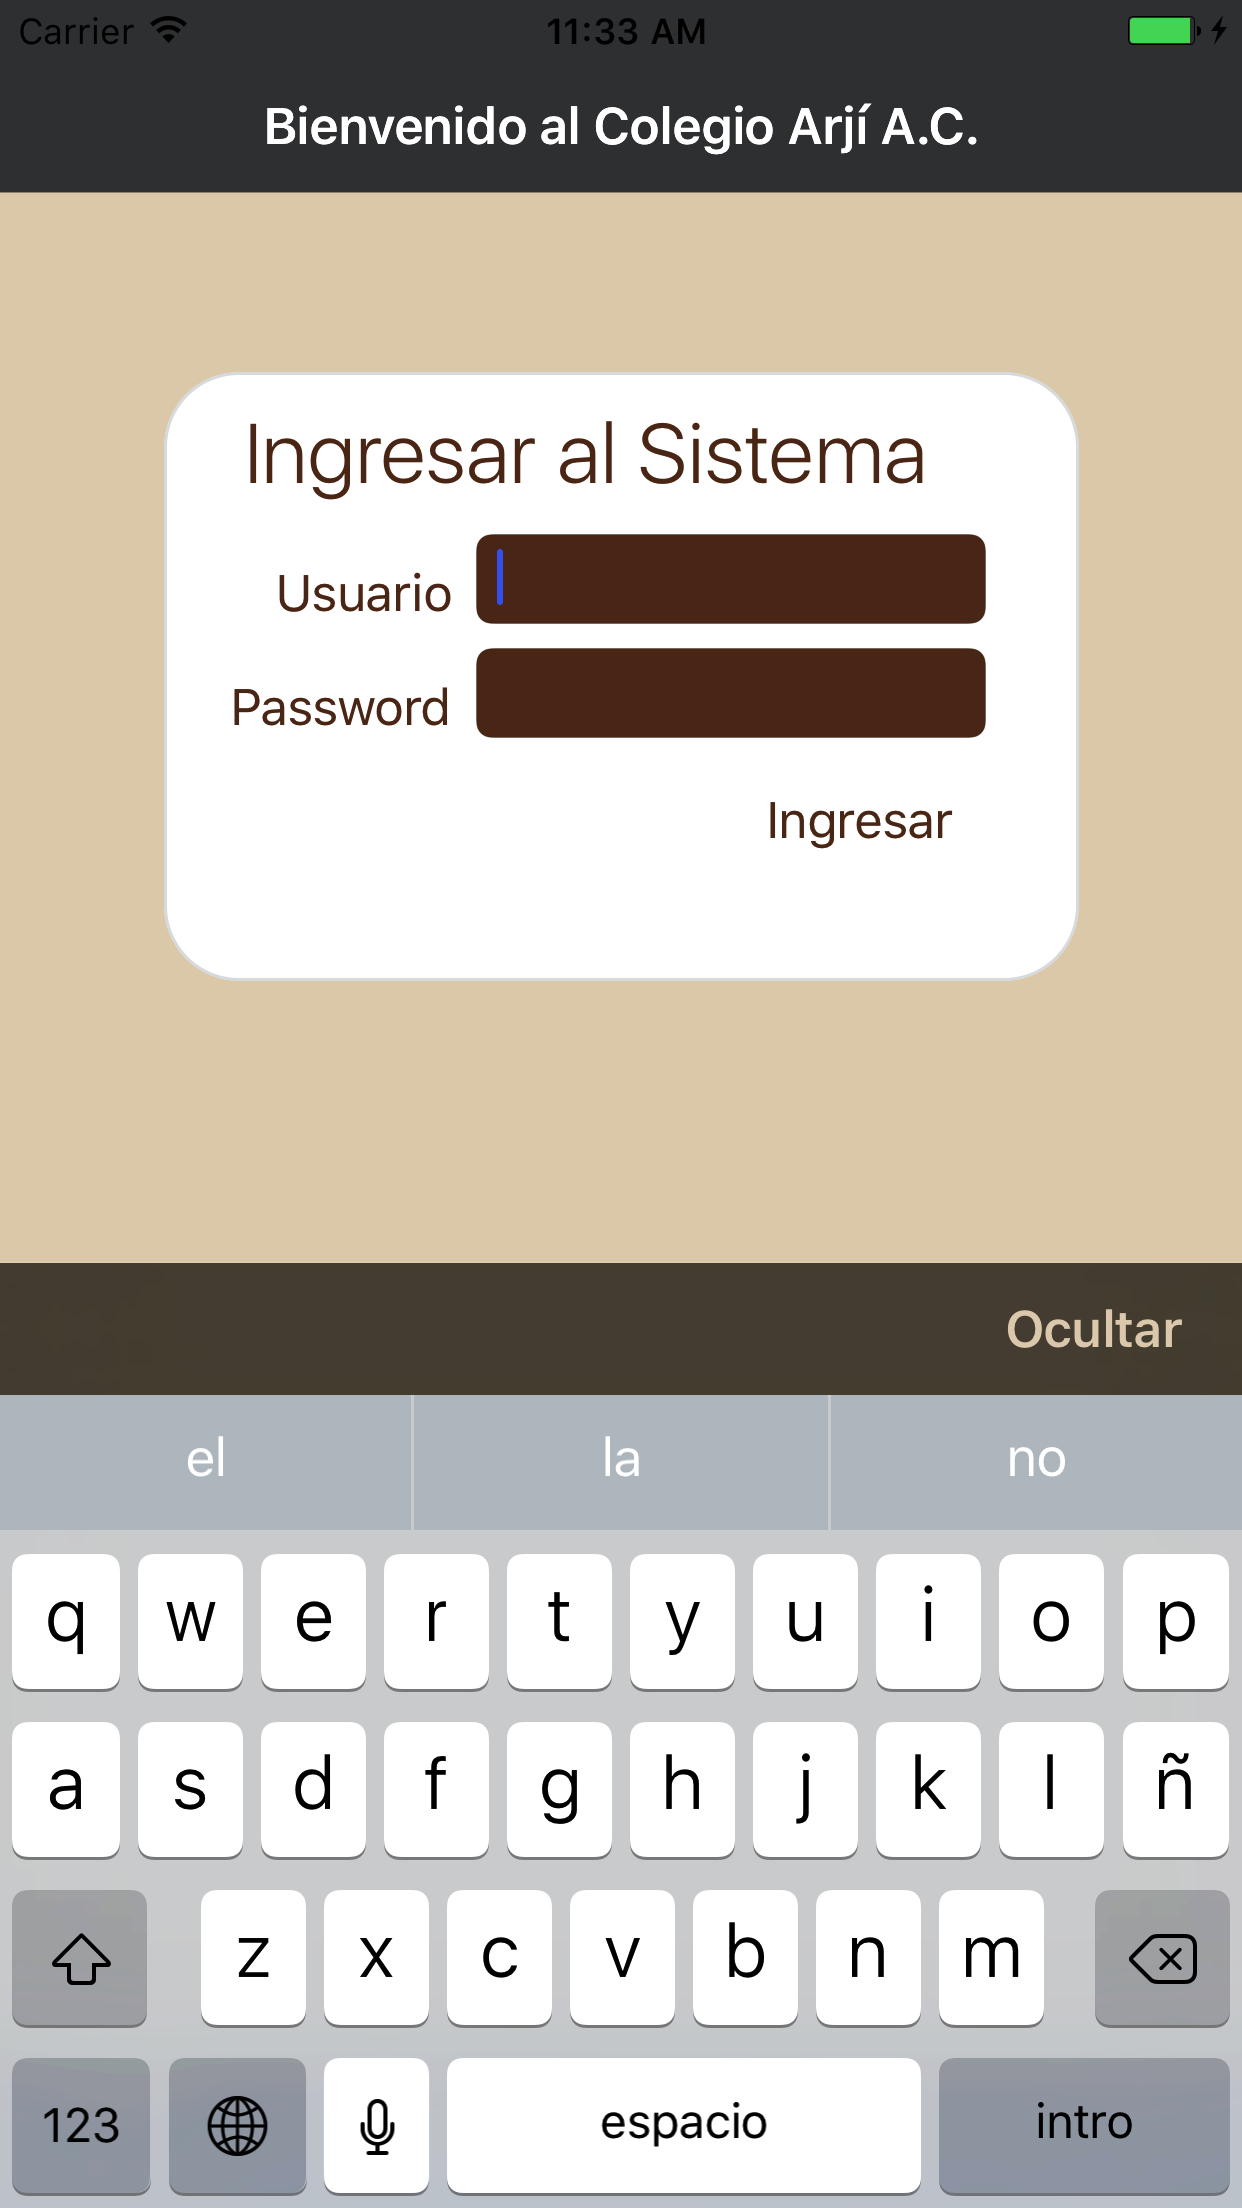 Carrier 11:33 AM
Bienvenido al Colegio Arjí A.C.
Ingresar al Sistema
Usuario
Password
Ingresar
Ocultar
el la no
q w e r t y u i o p
a s d f g h j k l ñ
z x c v b n m
123 espacio intro